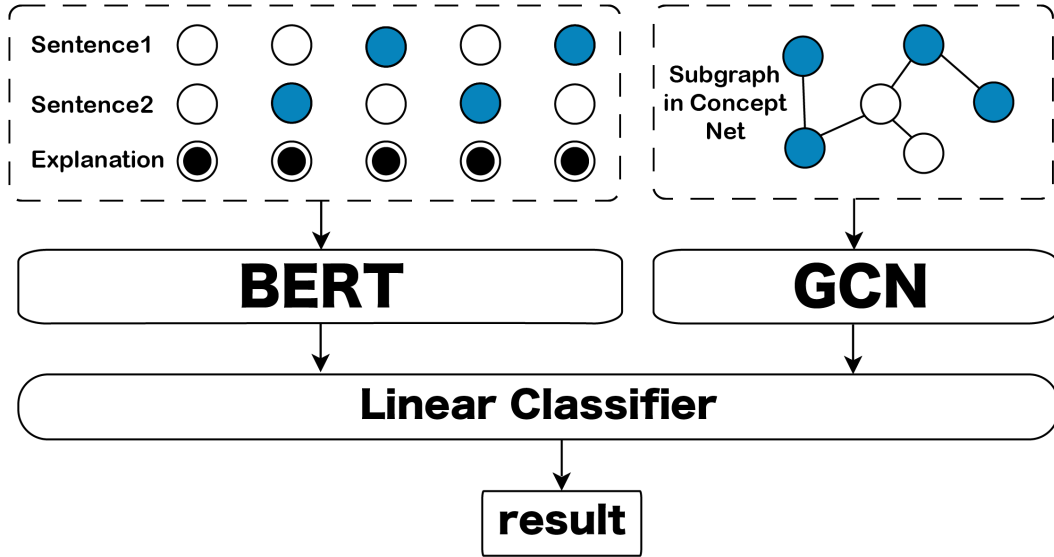 Sentence1
Sentence2
Explanation
Subgraph
in Concept
Net
BERT
GCN
Linear Classifier
result